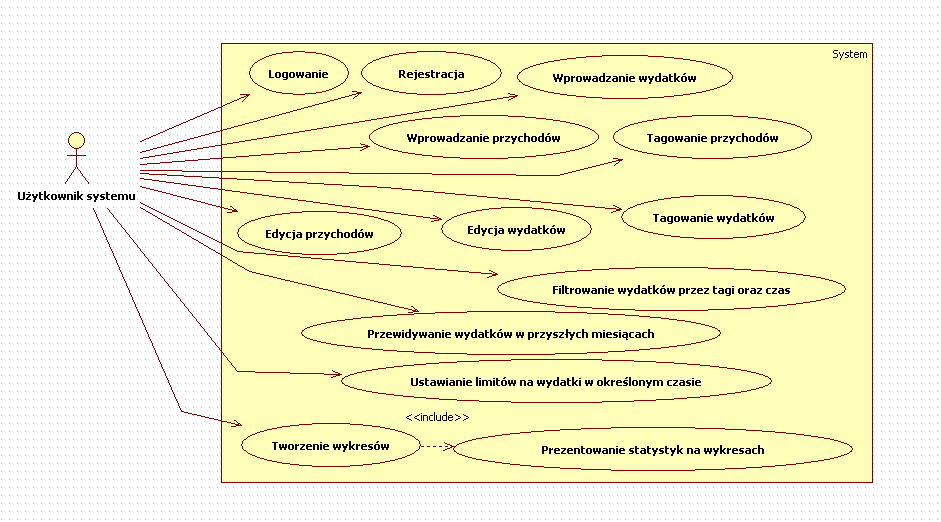 System
Logowanie
Rejestracja
Wprowadzanie wydatków
Wprowadzanie przychodów
Tagowanie przychodów
Użytkownik systemu
Tagowanie wydatków
Edycja przychodów
Edycja wydatków
Filtrowanie wydatków przez tagi oraz czas
Przewidywanie wydatków w przyszłych miesiącach
Ustawianie limitów na wydatki w określonym czasie
<<include>>
Tworzenie wykresów
Prezentowanie statystyk na wykresach